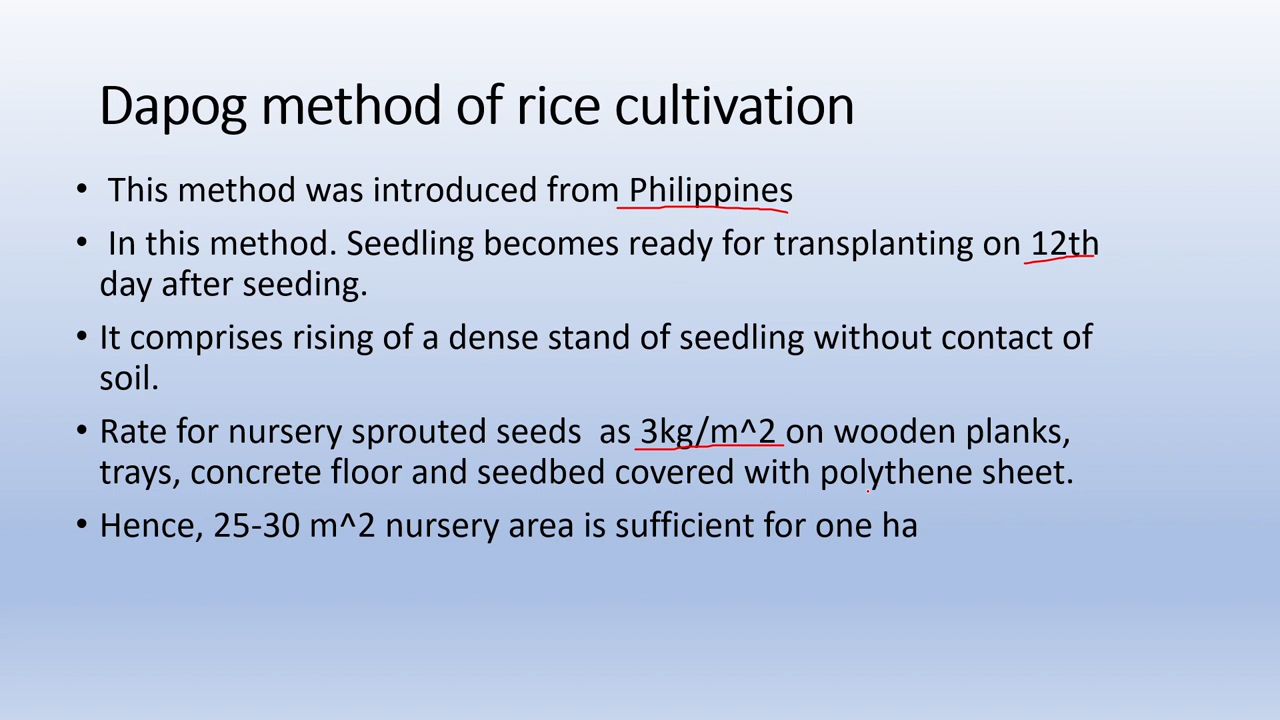 Dapog method of rice cultivation
• This method was introduced from Philippines
• In this method. Seedling becomes ready for transplanting on 12th
day after seeding.
• It comprises rising of a dense stand of seedling without contact of
soil.
• Rate for nursery sprouted seeds as 3kg/m^2 on wooden planks,
trays, concrete floor and seedbed covered with polythene sheet.
• Hence, 25-30 m^2 nursery area is sufficient for one ha